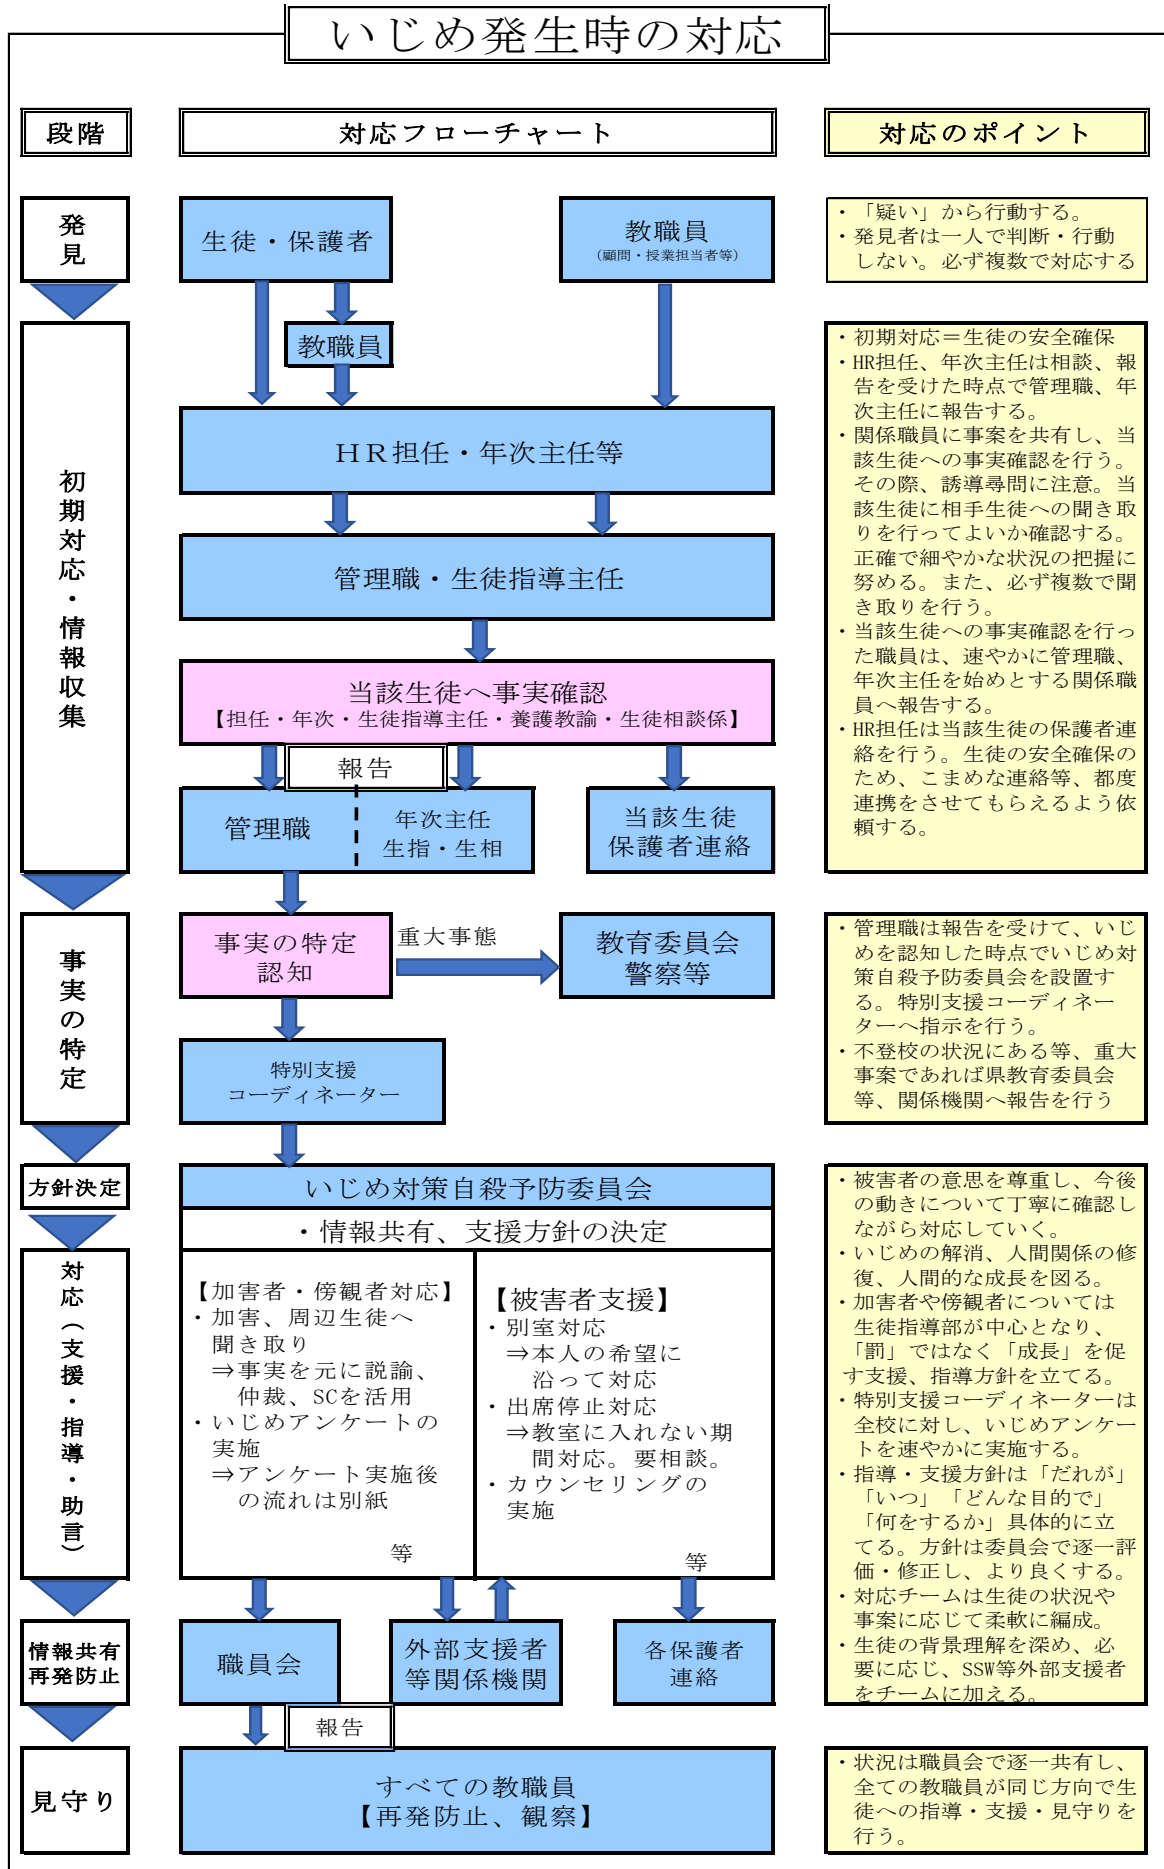 いじめ発生時の対応
段階
対応フローチャート
対応のポイント
発見
生徒・保護者
教職員
（顧問・授業担当者等）
・「疑い」から行動する。
・発見者は一人で判断・行動
しない。必ず複数で対応する
初期対応・情報収集
教職員
ＨＲ担任・年次主任等
管理職・生徒指導主任
当該生徒へ事実確認
【担任・年次・生徒指導主任・養護教諭・生徒相談係】
報告
管理職
年次主任
生指・生相
当該生徒
保護者連絡
・初期対応＝生徒の安全確保
・HR担任、年次主任は相談、報
告を受けた時点で管理職、年
次主任に報告する。
・関係職員に事案を共有し、当
該生徒への事実確認を行う。
その際、誘導尋問に注意。当
該生徒に相手生徒への聞き取
りを行ってよいか確認する。
正確で細やかな状況の把握に
努める。また、必ず複数で聞
き取りを行う。
・当該生徒への事実確認を行っ
た職員は、速やかに管理職、
年次主任を始めとする関係職
員へ報告する。
・HR担任は当該生徒の保護者連
絡を行う。生徒の安全確保の
ため、こまめな連絡等、都度
連携をさせてもらえるよう依
頼する。
事実の特定
事実の特定
認知
重大事態
教育委員会
警察等
特別支援
コーディネーター
・管理職は報告を受けて、いじ
めを認知した時点でいじめ対
策自殺予防委員会を設置す
る。特別支援コーディネー
ターへ指示を行う。
・不登校の状況にある等、重大
事案であれば県教育委員会
等、関係機関へ報告を行う
方針決定
いじめ対策自殺予防委員会
・情報共有、支援方針の決定
対応（支援・指導・助言）
【加害者・傍観者対応】
・加害、周辺生徒へ
聞き取り
⇒事実を元に説諭、
仲裁、SCを活用
・いじめアンケートの
実施
⇒アンケート実施後
の流れは別紙
等
【被害者支援】
・別室対応
⇒本人の希望に
沿って対応
・出席停止対応
⇒教室に入れない期
間対応。要相談。
・カウンセリングの
実施
等
・被害者の意思を尊重し、今後
の動きについて丁寧に確認し
ながら対応していく。
・いじめの解消、人間関係の修
復、人間的な成長を図る。
・加害者や傍観者については
生徒指導部が中心となり、
「罰」ではなく「成長」を促
す支援、指導方針を立てる。
・特別支援コーディネーターは
全校に対し、いじめアンケー
トを速やかに実施する。
・指導・支援方針は「だれが」
「いつ」「どんな目的で」
「何をするか」具体的に立
てる。方針は委員会で逐一評
価・修正し、より良くする。
・対応チームは生徒の状況や
事案に応じて柔軟に編成。
・生徒の背景理解を深め、必
要に応じ、SSW等外部支援者
をチームに加える。
情報共有
再発防止
職員会
外部支援者
等関係機関
各保護者
連絡
報告
見守り
すべての教職員
【再発防止、観察】
・状況は職員会で逐一共有し、
全ての教職員が同じ方向で生
徒への指導・支援・見守りを
行う。